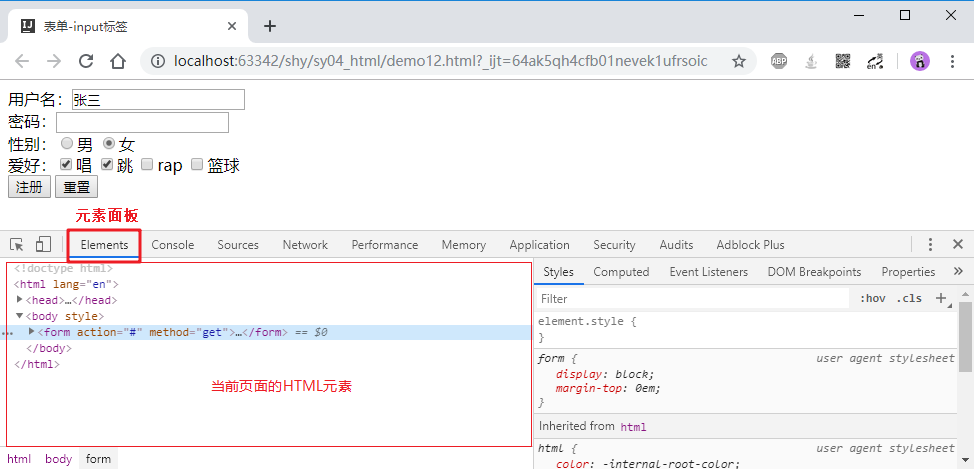 表单-input标签
localhost:63342/shy/sy04_html/demo12.html?_ijt=64ak5qh4cfb01nevek1ufrsoic
ABP
en
用户名：张三
密码：
性别： 男 女
爱好： 唱 跳 rap 篮球
注册 重置
元素面板
Elements Console Sources Network Performance Memory Application Security Audits Adblock Plus
<!doctype html>
<html lang="en">
<head>…</head>
<body style>
<form action="#" method="get">…</form> == $0
</body>
</html>
当前页面的HTML元素
html body form
Styles Computed Event Listeners DOM Breakpoints Properties »
Filter :hov .cls +
element.style {
}
form { user agent stylesheet
display: block;
margin-top: 0em;
}
Inherited from html
html { user agent stylesheet
color: -internal-root-color;